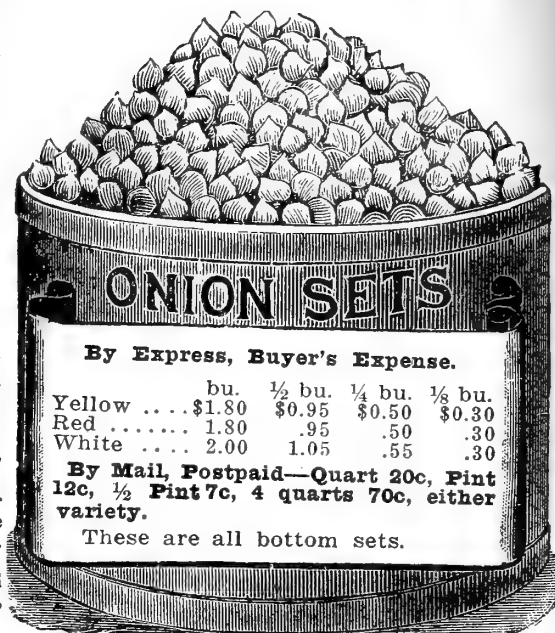 ONION SETS
By Express, Buyer's Expense.
bu. ½ bu. ¼ bu. ⅛ bu.
Yellow ....$1.80 $0.95 $0.50 $0.30
Red ....... 1.80 .95 .50 .30
White ..... 2.00 1.05 .55 .30
By Mail, Postpaid—Quart 20c, Pint
12c, ½ Pint 7c, 4 quarts 70c, either
variety.
These are all bottom sets.